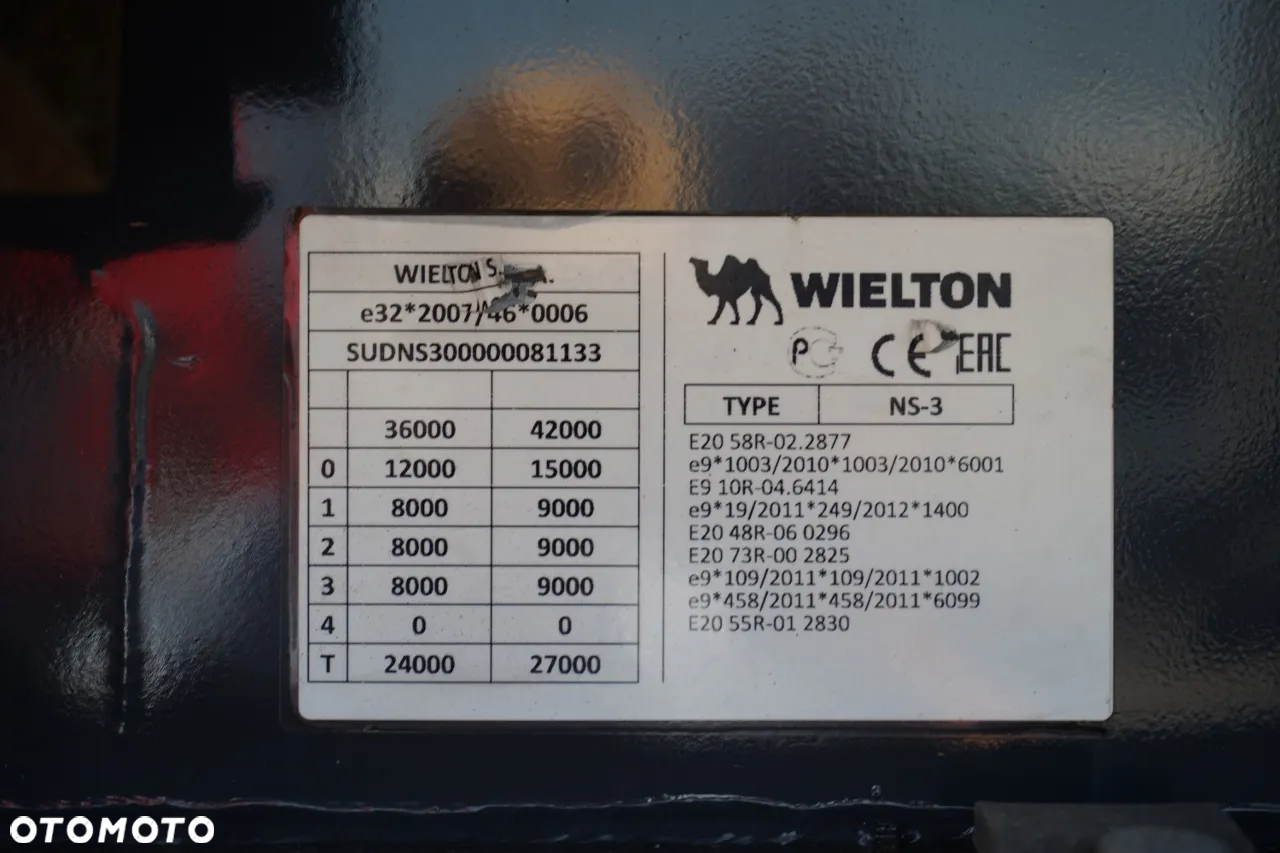 WIELTON S.A.
e32*2007/46*0006
SUDNS300000081133
36000 42000
0 12000 15000
1 8000 9000
2 8000 9000
3 8000 9000
4 0 0
T 24000 27000
WIELTON
PC CE EAC
TYPE NS-3
E20 58R-02.2877
e9*1003/2010*1003/2010*6001
E9 10R-04.6414
e9*19/2011*249/2012*1400
E20 48R-06 0296
E20 73R-00 2825
e9*109/2011*109/2011*1002
e9*458/2011*458/2011*6099
E20 55R-01 2830
OTOMOTO